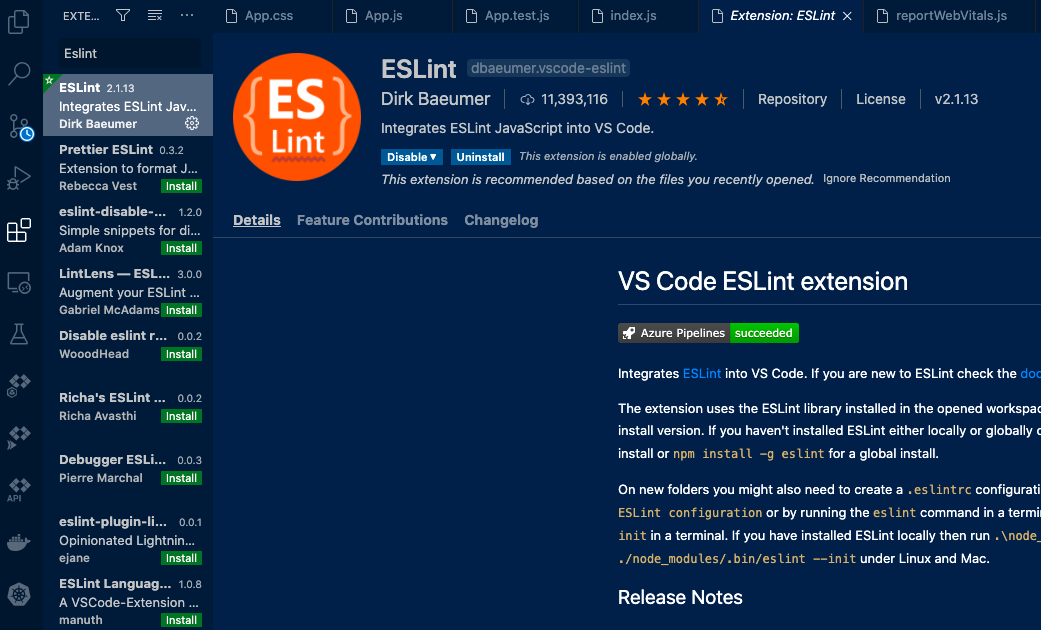 EXTE...
App.css
App.js
App.test.js
index.js
Extension: ESLint
reportWebVitals.js
Eslint
ESLint 2.1.13
Integrates ESLint Jav...
Dirk Baeumer
Prettier ESLint 0.3.2
Extension to format J...
Rebecca Vest Install
eslint-disable-... 1.2.0
Simple snippets for di...
Adam Knox Install
LintLens — ESL... 3.0.0
Augment your ESLint ...
Gabriel McAdams Install
Disable eslint r... 0.0.2
WooodHead Install
Richa's ESLint ... 0.0.2
Richa Avasthi Install
Debugger ESLi... 0.0.3
Pierre Marchal Install
eslint-plugin-li... 0.0.1
Opinionated Lightnin...
ejane Install
ESLint Languag... 1.0.8
A VSCode-Extension ...
manuth Install
API
ES
Lint
ESLint dbaeumer.vscode-eslint
Dirk Baeumer 11,393,116 Repository License v2.1.13
Integrates ESLint JavaScript into VS Code.
Disable Uninstall This extension is enabled globally.
This extension is recommended based on the files you recently opened. Ignore Recommendation
Details Feature Contributions Changelog
VS Code ESLint extension
Azure Pipelines succeeded
Integrates ESLint into VS Code. If you are new to ESLint check the doc
The extension uses the ESLint library installed in the opened workspac
install version. If you haven't installed ESLint either locally or globally
install or npm install -g eslint for a global install.
On new folders you might also need to create a .eslintrc configurati
ESLint configuration or by running the eslint command in a termi
init in a terminal. If you have installed ESLint locally then run .\node_
./node_modules/.bin/eslint --init under Linux and Mac.
Release Notes